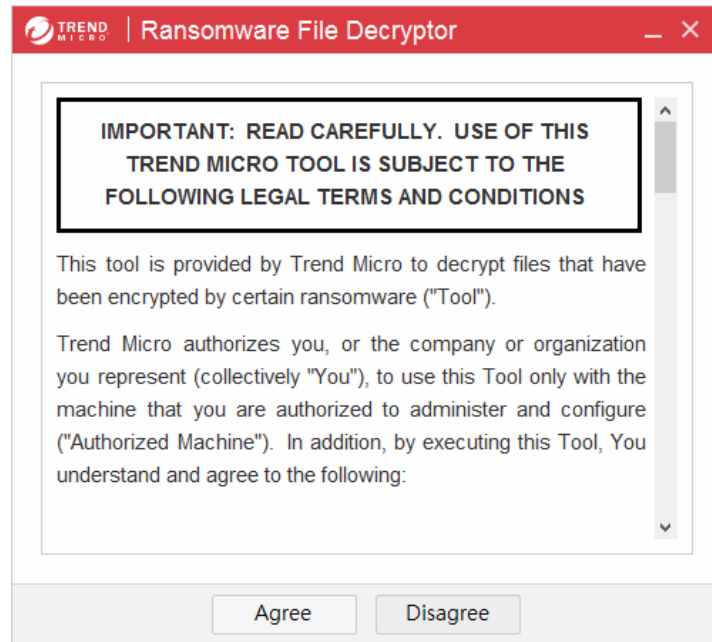 TREND MICRO | Ransomware File Decryptor
IMPORTANT: READ CAREFULLY. USE OF THIS
TREND MICRO TOOL IS SUBJECT TO THE
FOLLOWING LEGAL TERMS AND CONDITIONS
This tool is provided by Trend Micro to decrypt files that have
been encrypted by certain ransomware ("Tool").
Trend Micro authorizes you, or the company or organization
you represent (collectively "You"), to use this Tool only with the
machine that you are authorized to administer and configure
("Authorized Machine"). In addition, by executing this Tool, You
understand and agree to the following:
Agree Disagree